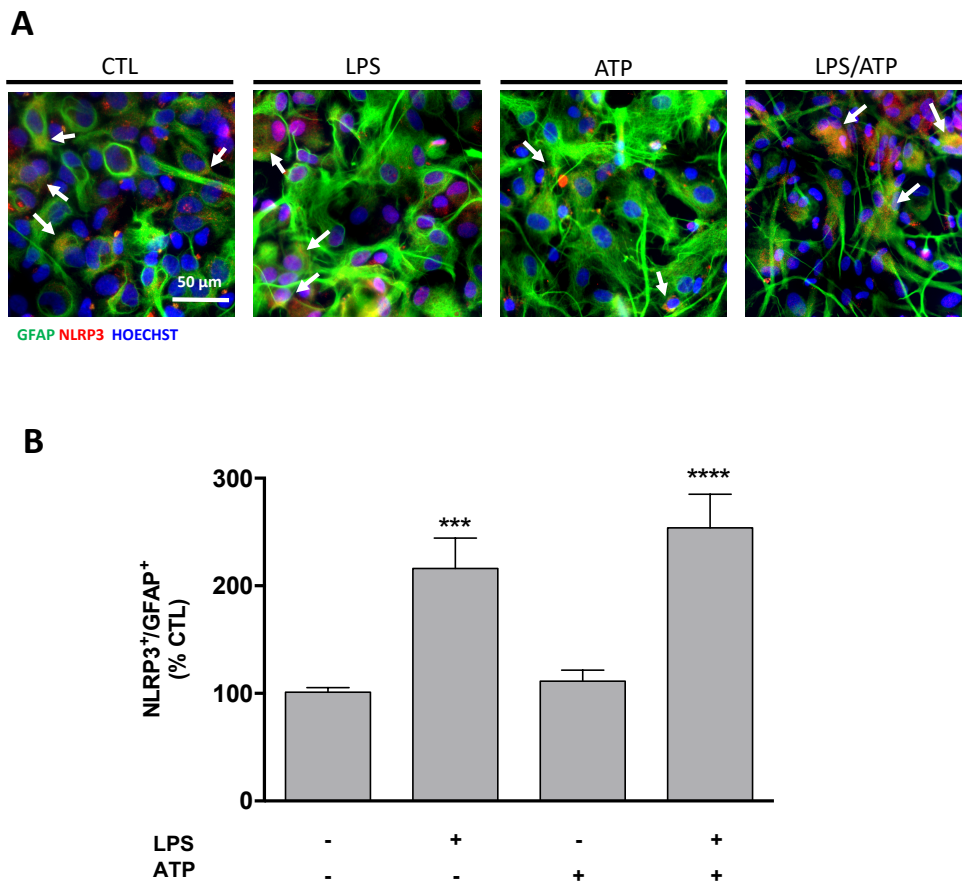 A
CTL LPS ATP LPS/ATP
50 µm
GFAP NLRP3 HOECHST
B
300
200
100
0
NLRP3⁺/GFAP⁺
(% CTL)
*** ****
LPS - + - +
ATP - - + +